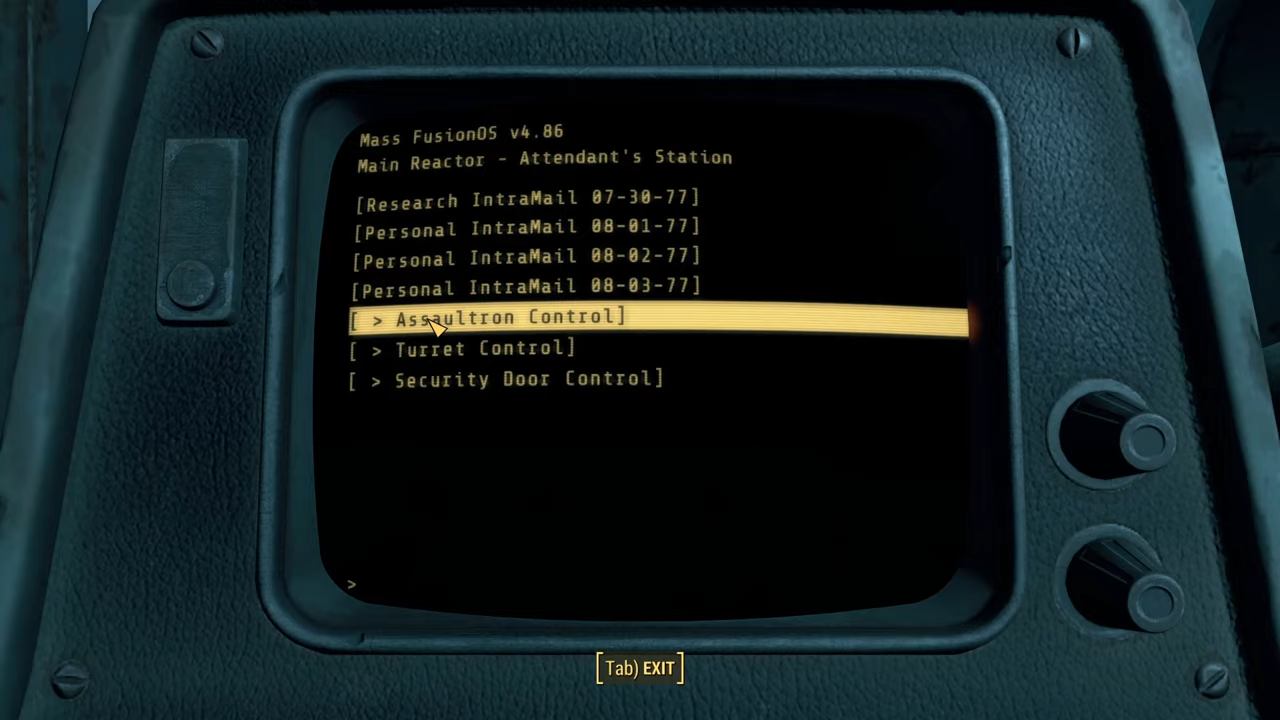 Mass FusionOS v4.86
Main Reactor - Attendant's Station
[Research IntraMail 07-30-77]
[Personal IntraMail 08-01-77]
[Personal IntraMail 08-02-77]
[Personal IntraMail 08-03-77]
[ > Assaultron Control]
[ > Turret Control]
[ > Security Door Control]
>
[Tab) EXIT]